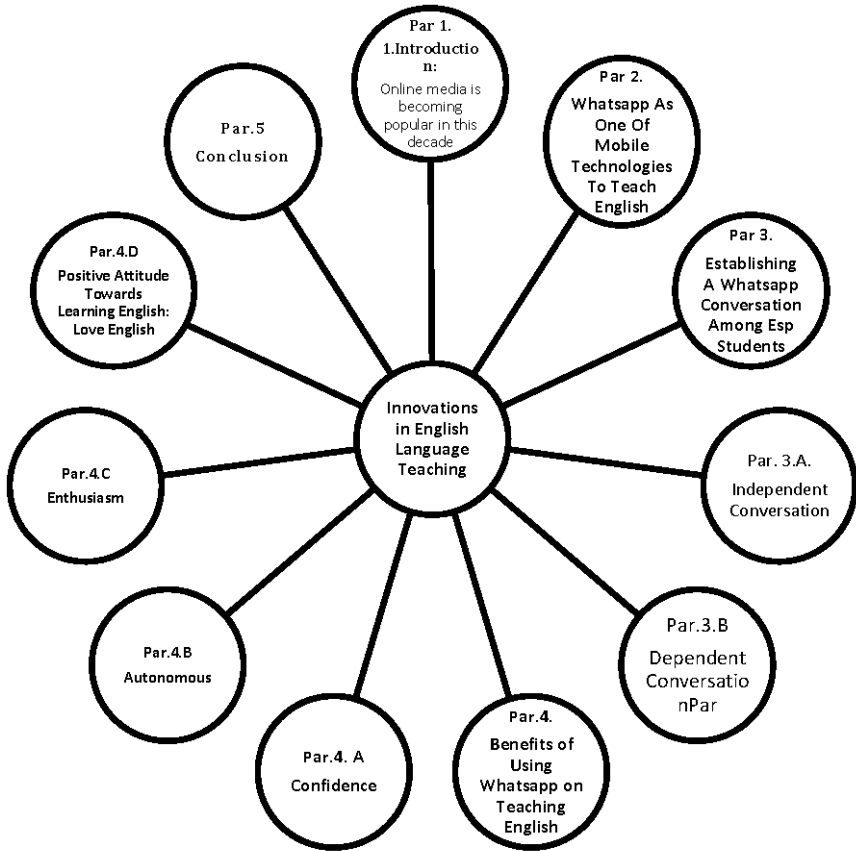 Par 1.
1.Introductio
n:
Online media is
becoming
popular in this
decade
Par 2.
Whatsapp As
One Of
Mobile
Technologies
To Teach
English
Par 3.
Establishing
A Whatsapp
Conversation
Among Esp
Students
Par. 3.A.
Independent
Conversation
Par.3.B
Dependent
Conversatio
nPar
Par.4.
Benefits of
Using
Whatsapp on
Teaching
English
Par.4. A
Confidence
Par.4.B
Autonomous
Par.4.C
Enthusiasm
Par.4.D
Positive Attitude
Towards
Learning English:
Love English
Par.5
Conclusion
Innovations
in English
Language
Teaching